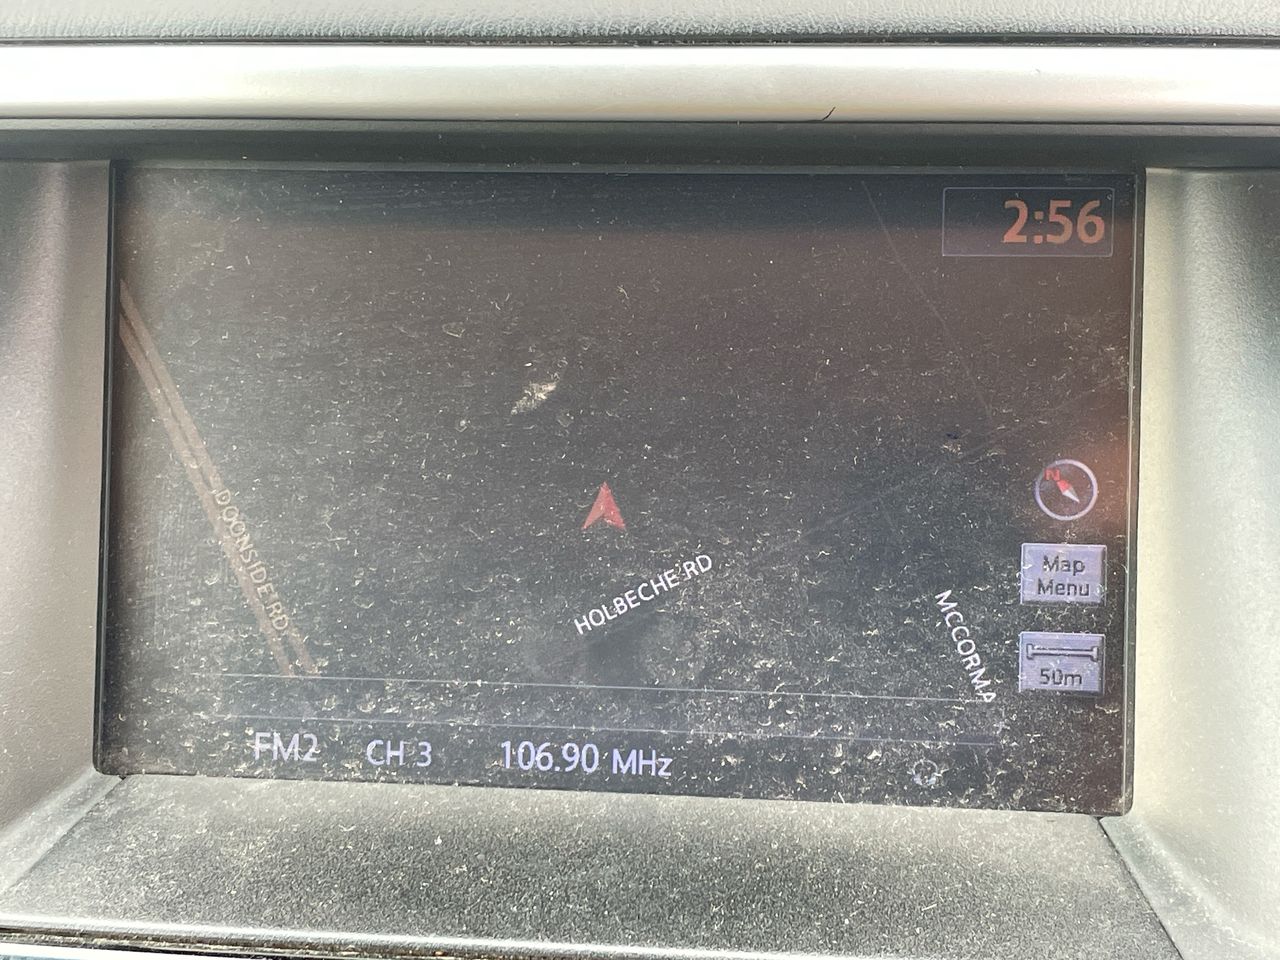 2:56
N
DOONSIDE RD
HOLBECHE RD
Map
Menu
MCCORMA
50m
FM2 CH 3 106.90 MHz